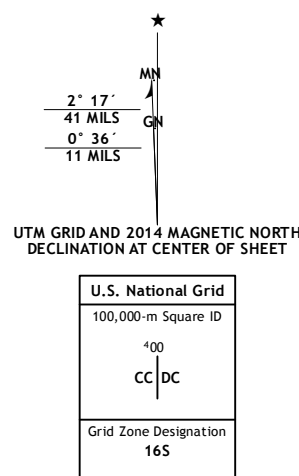 ★
MN
2° 17´
41 MILS
GN
0° 36´
11 MILS
UTM GRID AND 2014 MAGNETIC NORTH
DECLINATION AT CENTER OF SHEET
U.S. National Grid
100,000-m Square ID
⁴00
CC DC
Grid Zone Designation
16S